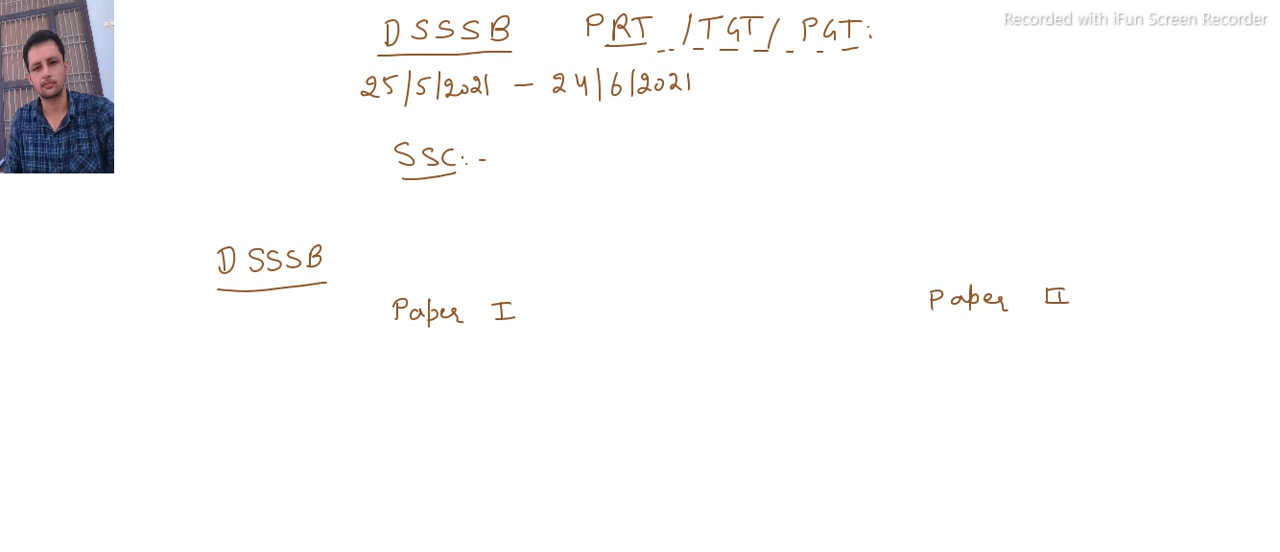 Recorded with iFun Screen Recorder
DSSSB PRT /TGT/ PGT:
25/5/2021 - 24/6/2021
SSC:-
DSSSB
Paper I
Paper II